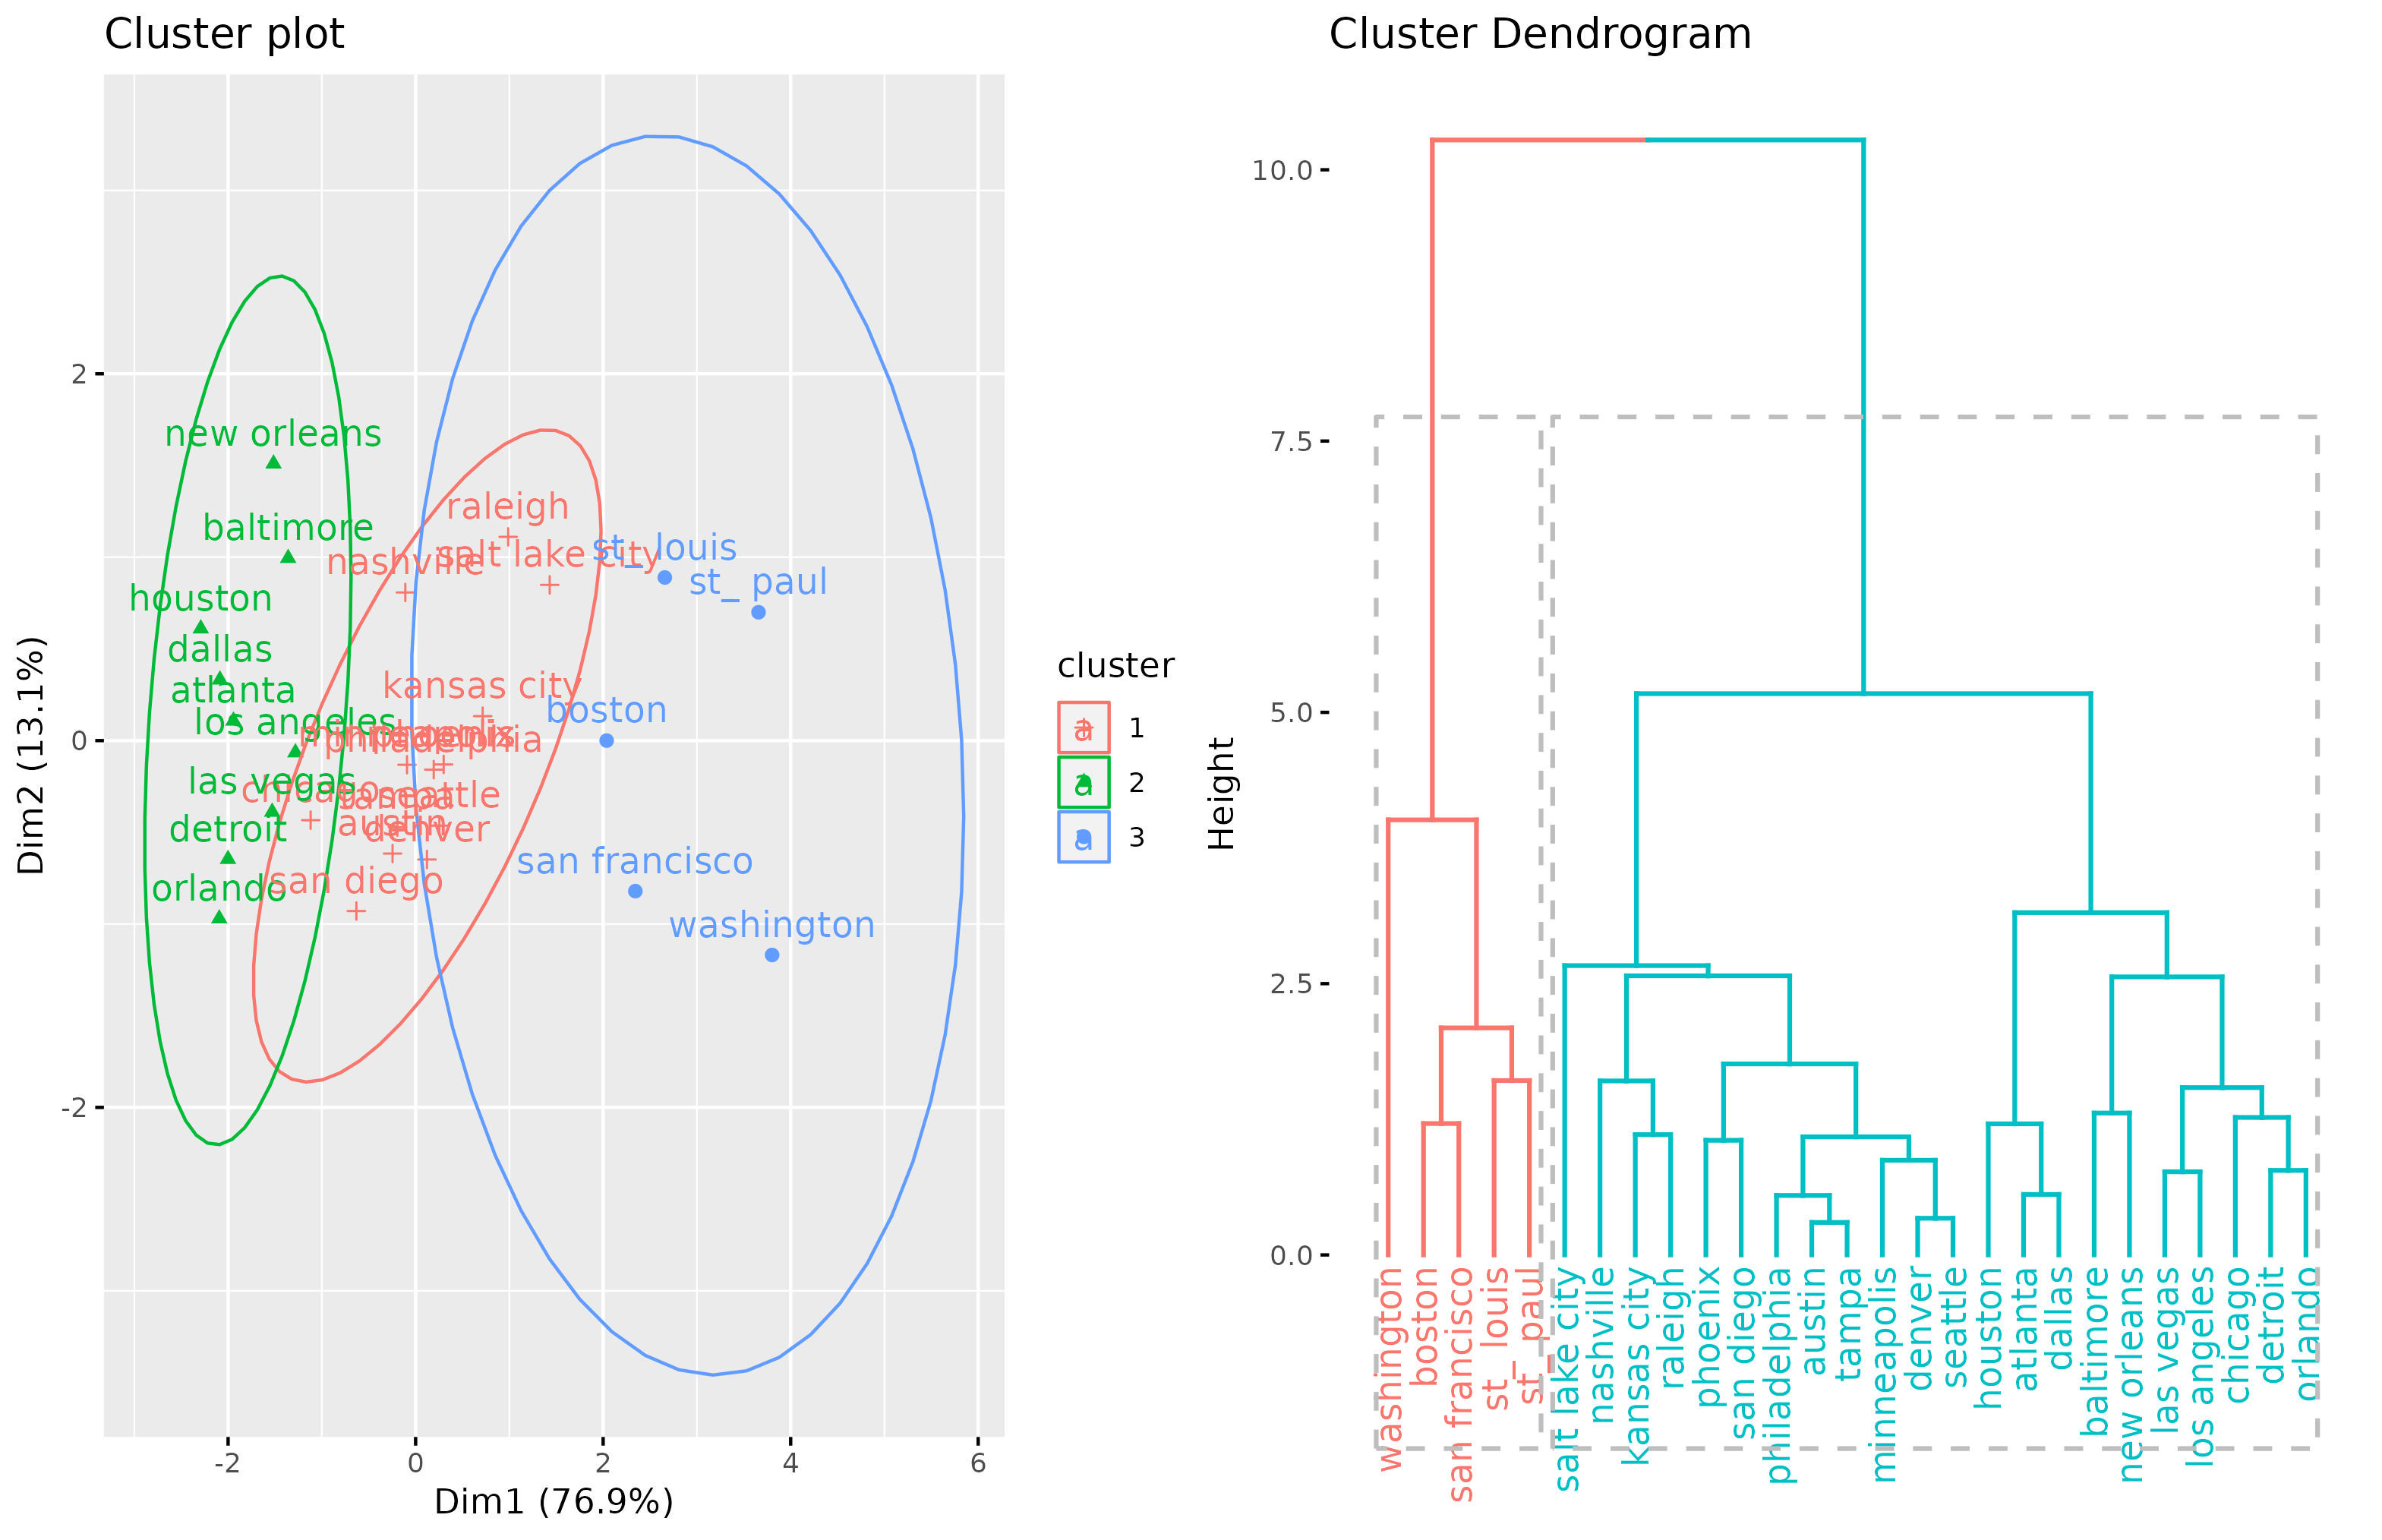 Cluster plot
new orleans
baltimore
raleigh
nashville
salt lake city
st_ louis
st_ paul
houston
dallas
atlanta
kansas city
boston
los angeles
minneapolis
phoenix
philadelphia
las vegas
chicago
tampa
seattle
detroit
austin
denver
san francisco
orlando
san diego
washington
2
0
-2
-2
0
2
4
6
Dim1 (76.9%)
Dim2 (13.1%)
cluster
a 1
a 2
a 3
Cluster Dendrogram
10.0
7.5
5.0
2.5
0.0
Height
washington
boston
san francisco
st_ louis
st_ paul
salt lake city
nashville
kansas city
raleigh
phoenix
san diego
philadelphia
austin
tampa
minneapolis
denver
seattle
houston
atlanta
dallas
baltimore
new orleans
las vegas
los angeles
chicago
detroit
orlando